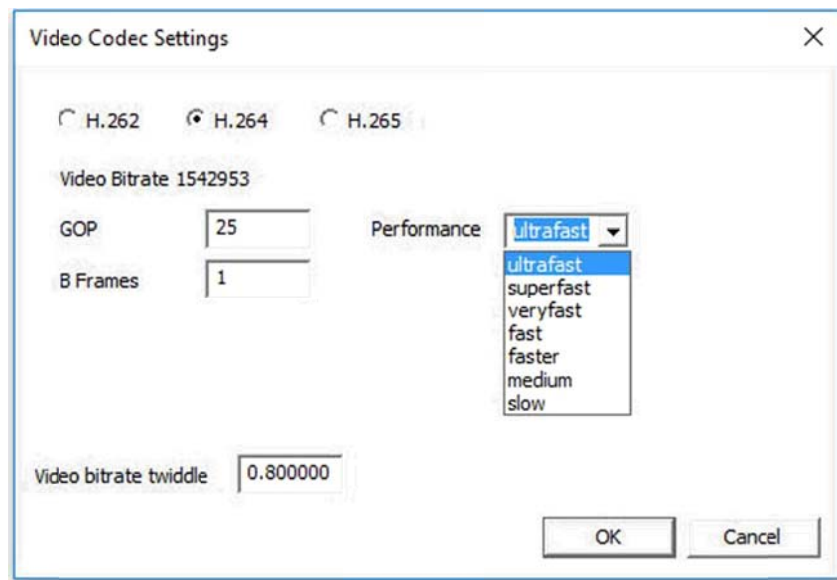 Video Codec Settings
H.262 H.264 H.265
Video Bitrate 1542953
GOP 25 Performance ultrafast
B Frames 1
ultrafast
superfast
veryfast
fast
faster
medium
slow
Video bitrate twiddle 0.800000
OK Cancel